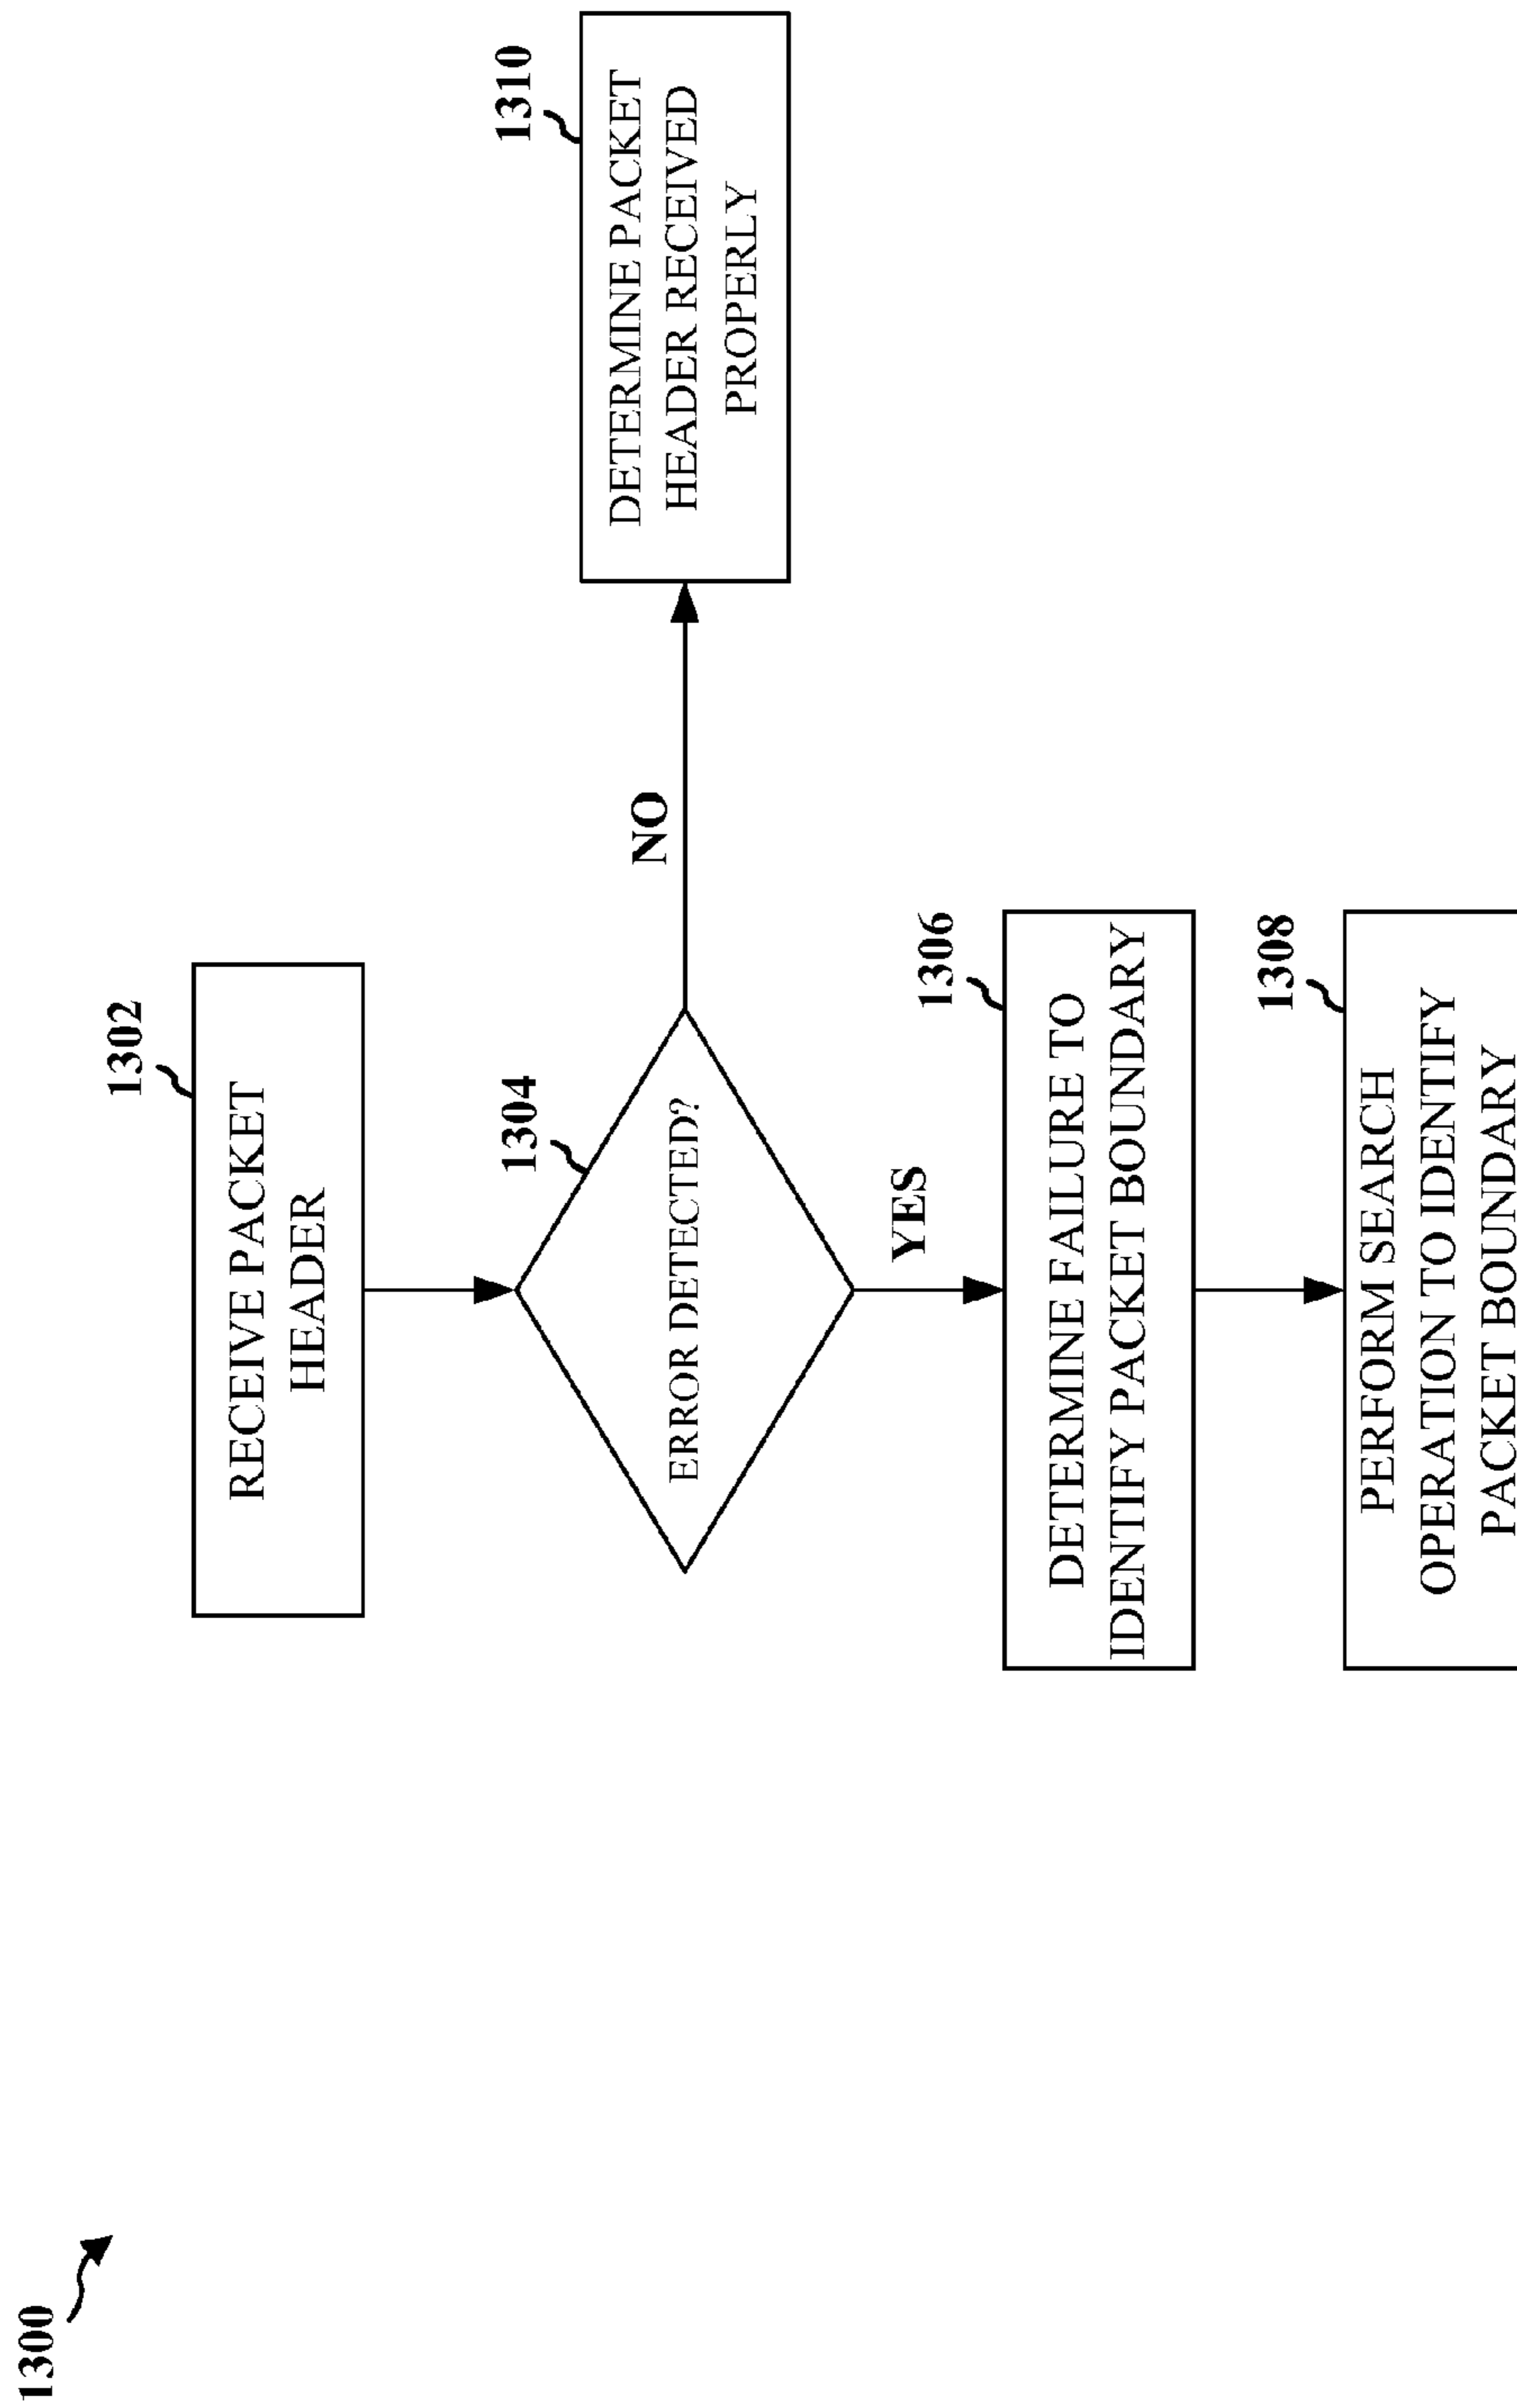 1300
1302
RECEIVE PACKET
HEADER
1304
ERROR DETECTED?
NO
1310
DETERMINE PACKET
HEADER RECEIVED
PROPERLY
YES
1306
DETERMINE FAILURE TO
IDENTIFY PACKET BOUNDARY
1308
PERFORM SEARCH
OPERATION TO IDENTIFY
PACKET BOUNDARY